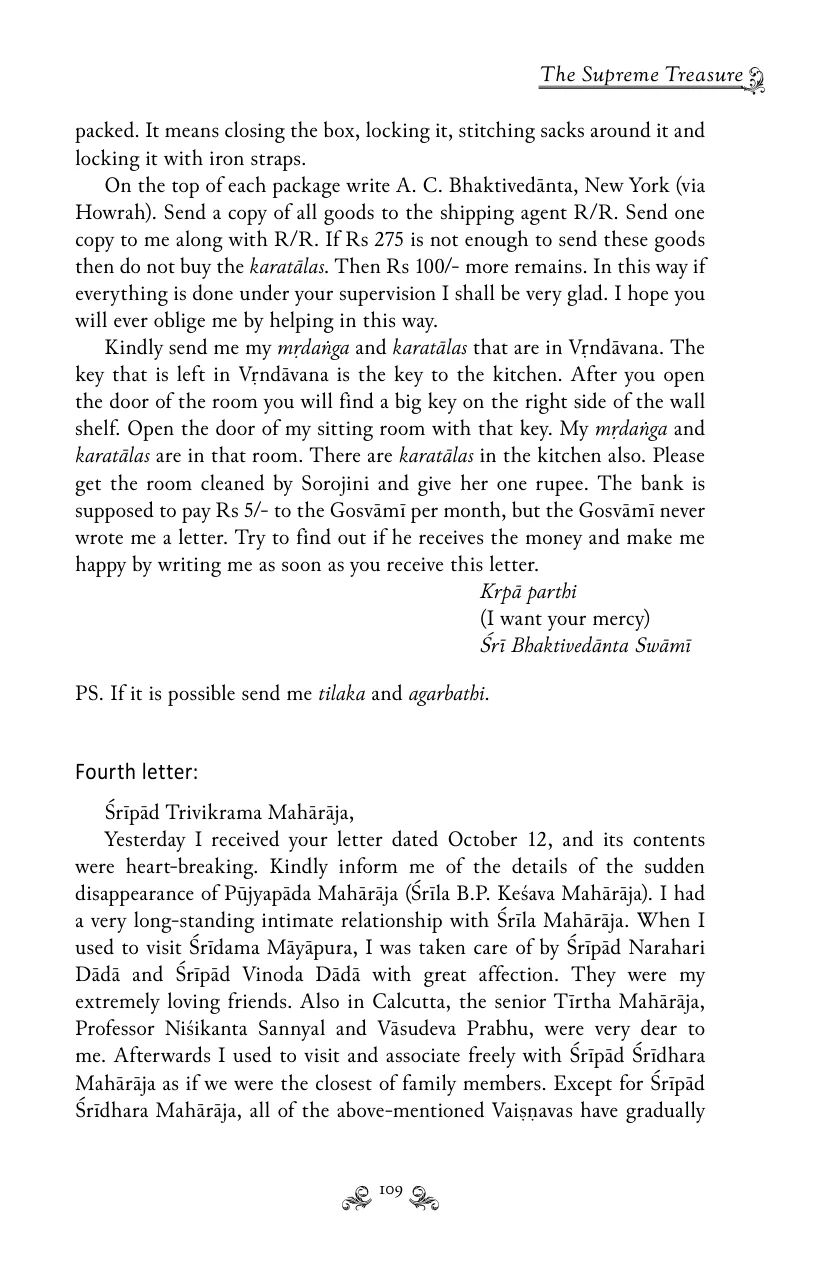 The Supreme Treasure
packed. It means closing the box, locking it, stitching sacks around it and
locking it with iron straps.
On the top of each package write A. C. Bhaktivedānta, New York (via
Howrah). Send a copy of all goods to the shipping agent R/R. Send one
copy to me along with R/R. If Rs 275 is not enough to send these goods
then do not buy the karatālas. Then Rs 100/- more remains. In this way if
everything is done under your supervision I shall be very glad. I hope you
will ever oblige me by helping in this way.
Kindly send me my mṛdaṅga and karatālas that are in Vṛndāvana. The
key that is left in Vṛndāvana is the key to the kitchen. After you open
the door of the room you will find a big key on the right side of the wall
shelf. Open the door of my sitting room with that key. My mṛdaṅga and
karatālas are in that room. There are karatālas in the kitchen also. Please
get the room cleaned by Sorojini and give her one rupee. The bank is
supposed to pay Rs 5/- to the Gosvāmī per month, but the Gosvāmī never
wrote me a letter. Try to find out if he receives the money and make me
happy by writing me as soon as you receive this letter.
Krpā parthi
(I want your mercy)
Śrī Bhaktivedānta Swāmī
PS. If it is possible send me tilaka and agarbathi.
Fourth letter:
Śrīpād Trivikrama Mahārāja,
Yesterday I received your letter dated October 12, and its contents
were heart-breaking. Kindly inform me of the details of the sudden
disappearance of Pūjyapāda Mahārāja (Śrīla B.P. Keśava Mahārāja). I had
a very long-standing intimate relationship with Śrīla Mahārāja. When I
used to visit Śrīdama Māyāpura, I was taken care of by Śrīpād Narahari
Dādā and Śrīpād Vinoda Dādā with great affection. They were my
extremely loving friends. Also in Calcutta, the senior Tīrtha Mahārāja,
Professor Niśikanta Sannyal and Vāsudeva Prabhu, were very dear to
me. Afterwards I used to visit and associate freely with Śrīpād Śrīdhara
Mahārāja as if we were the closest of family members. Except for Śrīpād
Śrīdhara Mahārāja, all of the above-mentioned Vaiṣṇavas have gradually
109